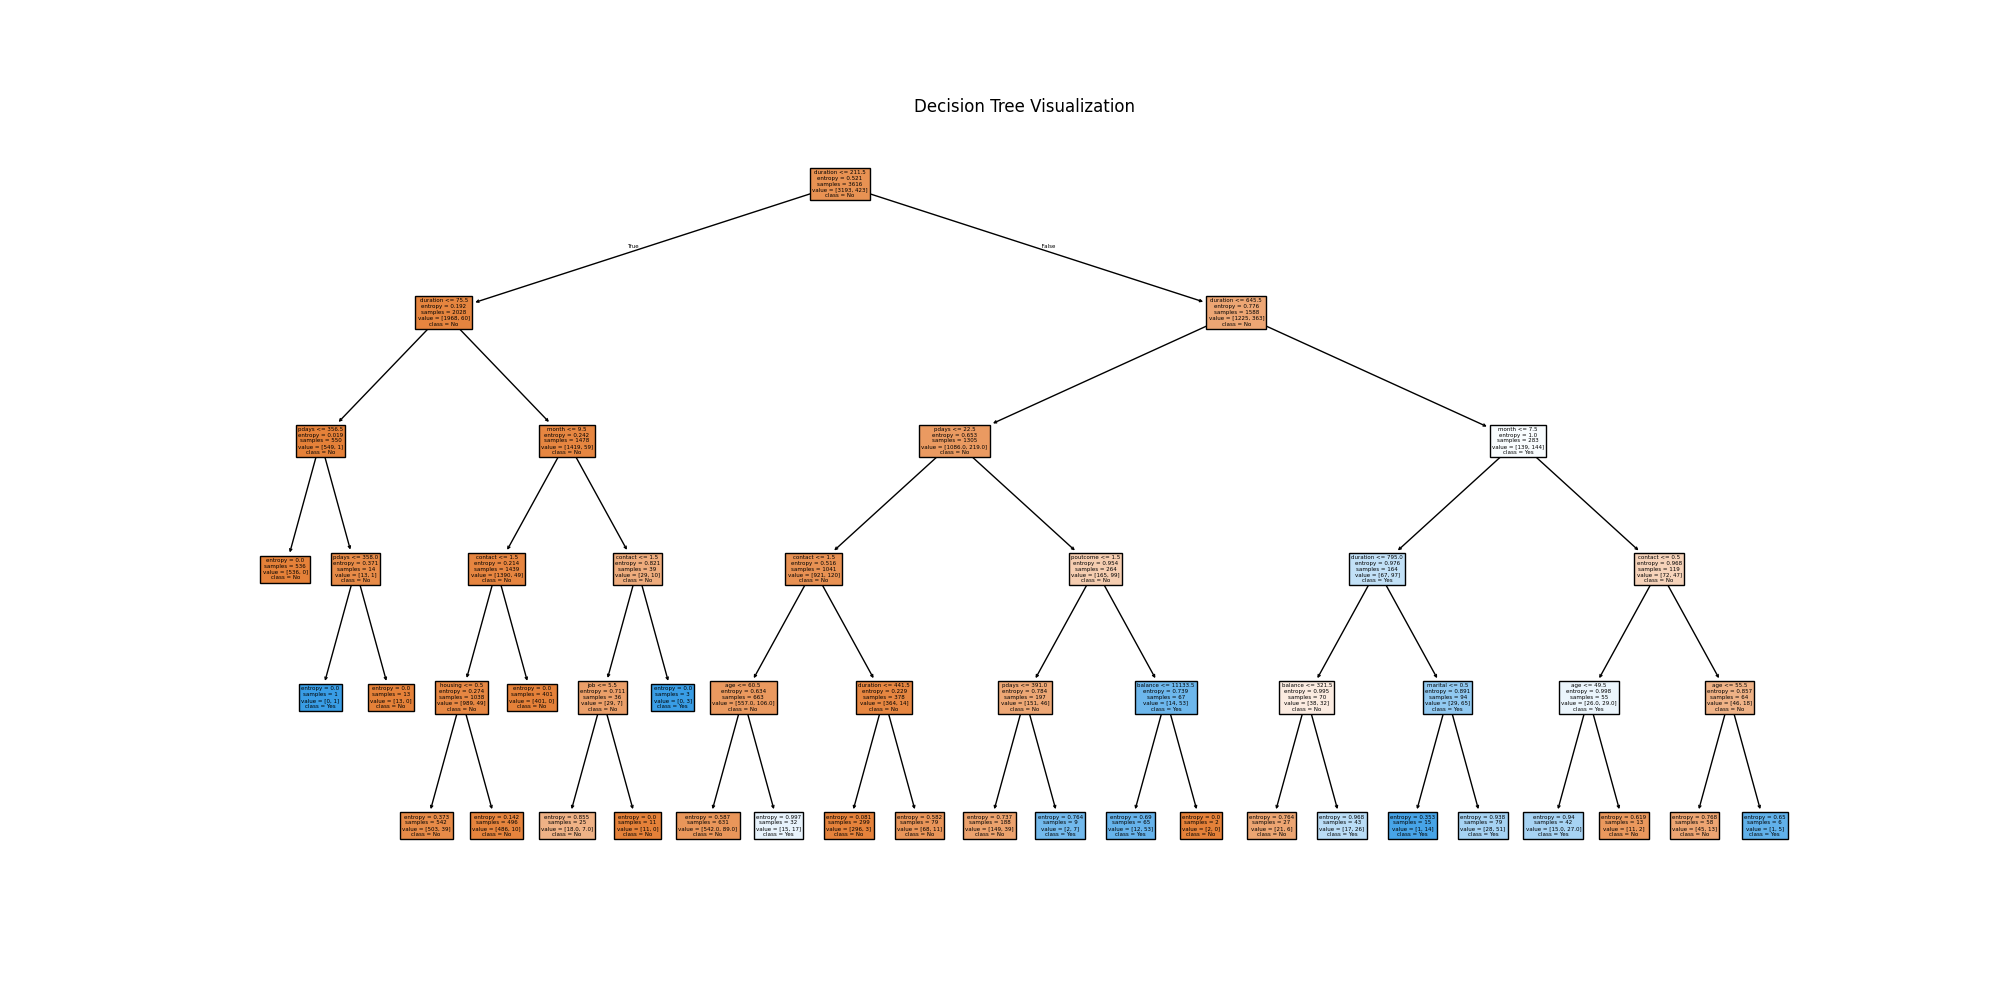 Decision Tree Visualization
duration <= 211.5
entropy = 0.521
samples = 3616
value = [3193, 423]
class = No
True
False
duration <= 75.5
entropy = 0.192
samples = 2028
value = [1968, 60]
class = No
duration <= 645.5
entropy = 0.776
samples = 1588
value = [1225, 363]
class = No
pdays <= 356.5
entropy = 0.019
samples = 550
value = [549, 1]
class = No
month <= 9.5
entropy = 0.242
samples = 1478
value = [1419, 59]
class = No
pdays <= 22.5
entropy = 0.653
samples = 1305
value = [1086.0, 219.0]
class = No
month <= 7.5
entropy = 1.0
samples = 283
value = [139, 144]
class = Yes
entropy = 0.0
samples = 536
value = [536, 0]
class = No
pdays <= 358.0
entropy = 0.371
samples = 14
value = [13, 1]
class = No
contact <= 1.5
entropy = 0.214
samples = 1439
value = [1390, 49]
class = No
contact <= 1.5
entropy = 0.821
samples = 39
value = [29, 10]
class = No
contact <= 1.5
entropy = 0.516
samples = 1041
value = [921, 120]
class = No
poutcome <= 1.5
entropy = 0.954
samples = 264
value = [165, 99]
class = No
duration <= 795.0
entropy = 0.976
samples = 164
value = [67, 97]
class = Yes
contact <= 0.5
entropy = 0.968
samples = 119
value = [72, 47]
class = No
entropy = 0.0
samples = 1
value = [0, 1]
class = Yes
entropy = 0.0
samples = 13
value = [13, 0]
class = No
housing <= 0.5
entropy = 0.274
samples = 1038
value = [989, 49]
class = No
entropy = 0.0
samples = 401
value = [401, 0]
class = No
job <= 5.5
entropy = 0.711
samples = 36
value = [29, 7]
class = No
entropy = 0.0
samples = 3
value = [0, 3]
class = Yes
age <= 60.5
entropy = 0.634
samples = 663
value = [557.0, 106.0]
class = No
duration <= 441.5
entropy = 0.229
samples = 378
value = [364, 14]
class = No
pdays <= 391.0
entropy = 0.784
samples = 197
value = [151, 46]
class = No
balance <= 11133.5
entropy = 0.739
samples = 67
value = [14, 53]
class = Yes
balance <= 321.5
entropy = 0.995
samples = 70
value = [38, 32]
class = No
marital <= 0.5
entropy = 0.891
samples = 94
value = [29, 65]
class = Yes
age <= 49.5
entropy = 0.998
samples = 55
value = [26.0, 29.0]
class = Yes
age <= 55.5
entropy = 0.857
samples = 64
value = [46, 18]
class = No
entropy = 0.373
samples = 542
value = [503, 39]
class = No
entropy = 0.142
samples = 496
value = [486, 10]
class = No
entropy = 0.855
samples = 25
value = [18.0, 7.0]
class = No
entropy = 0.0
samples = 11
value = [11, 0]
class = No
entropy = 0.587
samples = 631
value = [542.0, 89.0]
class = No
entropy = 0.997
samples = 32
value = [15, 17]
class = Yes
entropy = 0.081
samples = 299
value = [296, 3]
class = No
entropy = 0.582
samples = 79
value = [68, 11]
class = No
entropy = 0.737
samples = 188
value = [149, 39]
class = No
entropy = 0.764
samples = 9
value = [2, 7]
class = Yes
entropy = 0.69
samples = 65
value = [12, 53]
class = Yes
entropy = 0.0
samples = 2
value = [2, 0]
class = No
entropy = 0.764
samples = 27
value = [21, 6]
class = No
entropy = 0.968
samples = 43
value = [17, 26]
class = Yes
entropy = 0.353
samples = 15
value = [1, 14]
class = Yes
entropy = 0.938
samples = 79
value = [28, 51]
class = Yes
entropy = 0.94
samples = 42
value = [15.0, 27.0]
class = Yes
entropy = 0.619
samples = 13
value = [11, 2]
class = No
entropy = 0.768
samples = 58
value = [45, 13]
class = No
entropy = 0.65
samples = 6
value = [1, 5]
class = Yes